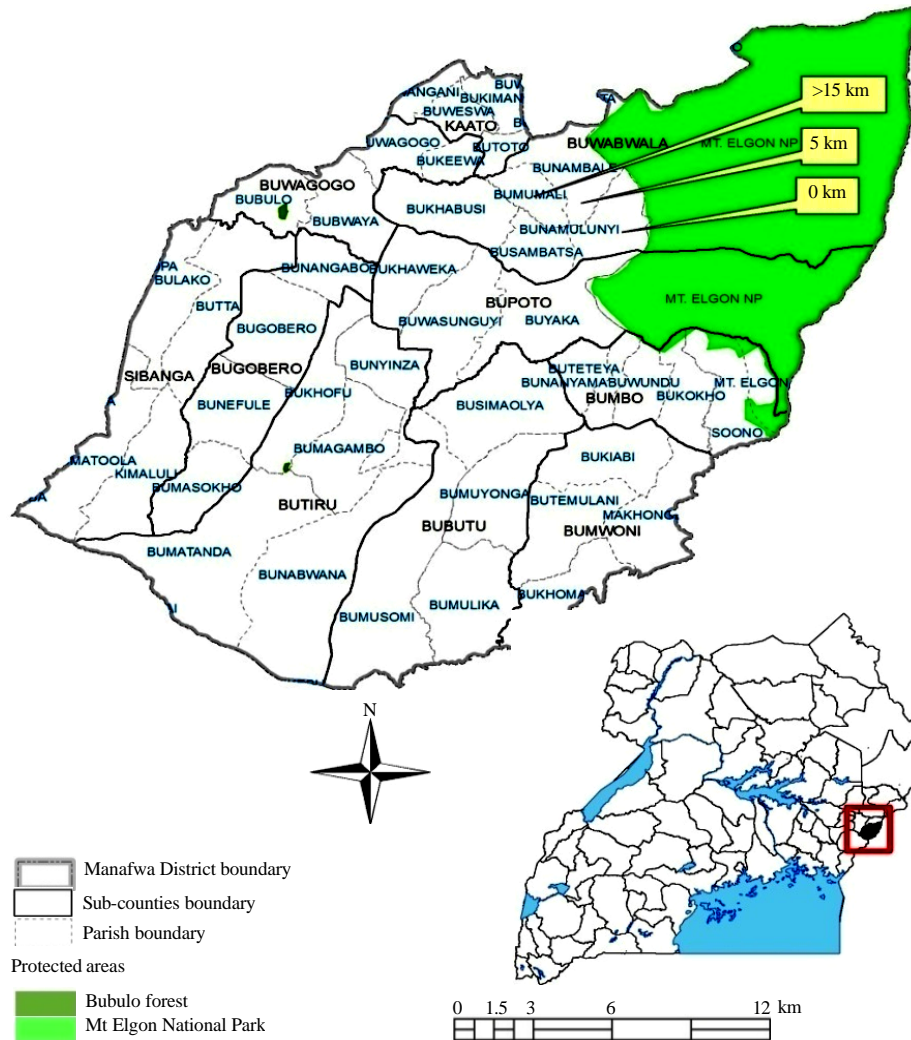 >15 km
5 km
0 km
BUKIMAN
BUWESWA
KAATO
BUKEEWA
BUTOTO
BUWABWALA
MT. ELGON NP
BUNAMBALE
BUMUMALI
BUWAGOGO
BUBULO
BUBWAYA
BUKHABUSI
BUNAMULUNYI
BUSAMBATSA
BUNANGABO
BUKHAWEKA
BULAKO
BUTTA
BUPOTO
MT. ELGON NP
BUGOBERO
BUWASUNGUYI
BUYAKA
SIBANGA
BUGOBERO
BUNYINZA
BUTETEYA
BUNANYAMA
BUWUNDU
MT. ELGON
BUKHOFU
BUMBO
BUKOKHO
BUNEFULE
BUSIMAOLYA
SOONO
BUMAGAMBO
BUKIABI
MATOOLA
KIMALULI
BUMASOKHO
BUMUYONGA
BUTEMULANI
BUTIRU
BUBUTU
MAKHONG
BUMWONI
BUMATANDA
BUNABWANA
BUKHOMA
BUMUSOMI
BUMULIKA
N
Manafwa District boundary
Sub-counties boundary
Parish boundary
Protected areas
Bubulo forest
Mt Elgon National Park
0 1.5 3 6 12 km